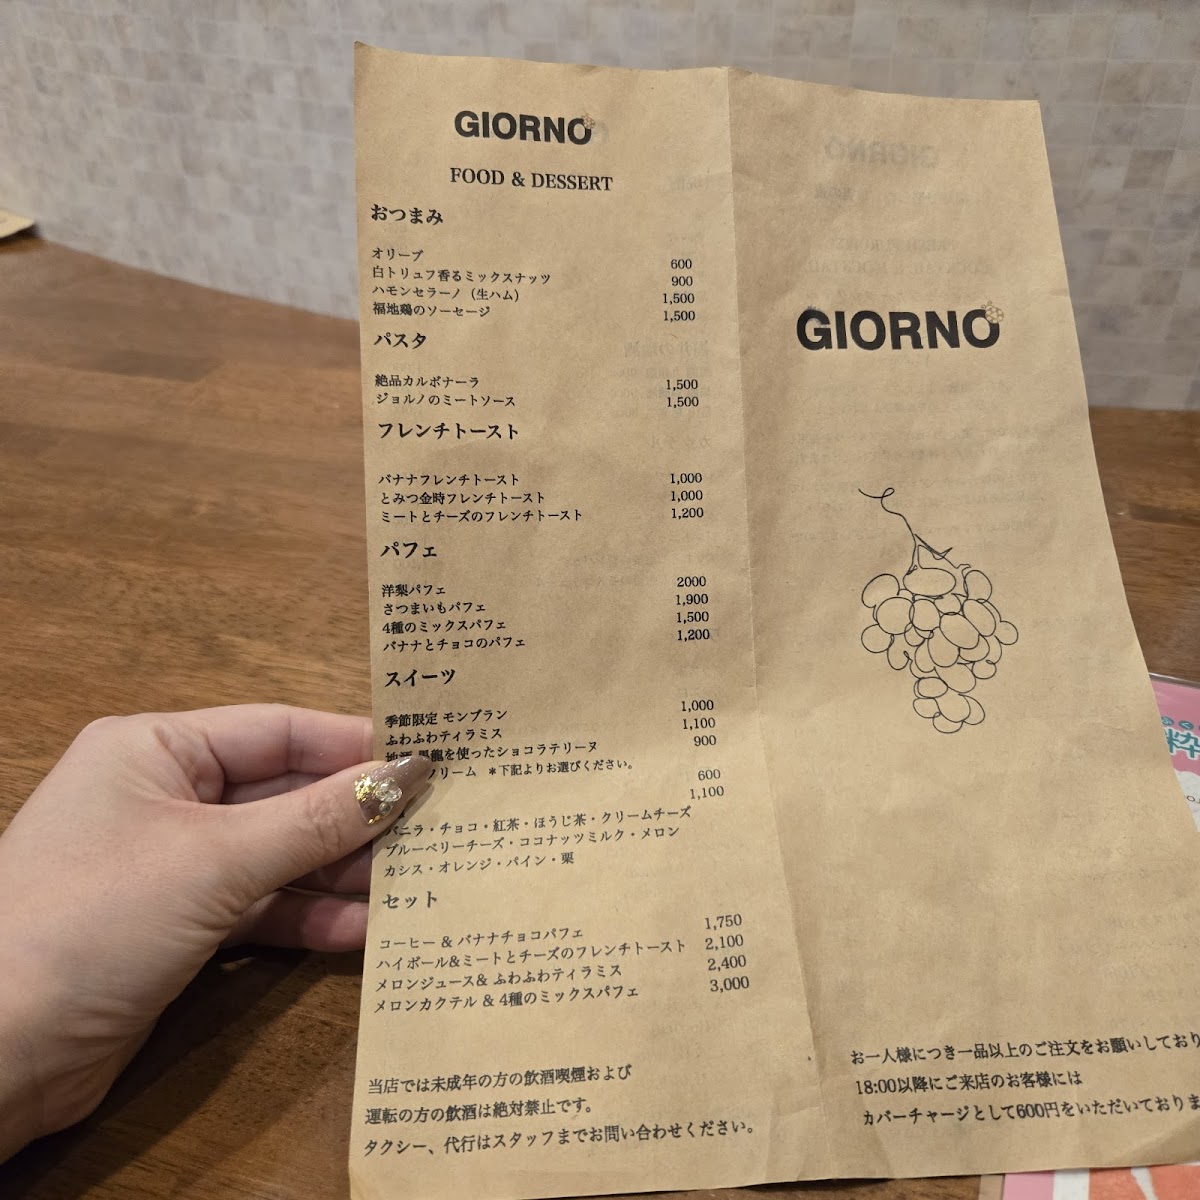 GIORNO
FOOD & DESSERT
おつまみ
オリーブ 600
白トリュフ香るミックスナッツ 900
ハモンセラーノ（生ハム） 1,500
福地鶏のソーセージ 1,500
パスタ
絶品カルボナーラ 1,500
ジョルノのミートソース 1,500
フレンチトースト
バナナフレンチトースト 1,000
とみつ金時フレンチトースト 1,000
ミートとチーズのフレンチトースト 1,200
パフェ
洋梨パフェ 2000
さつまいもパフェ 1,900
4種のミックスパフェ 1,500
バナナとチョコのパフェ 1,200
スイーツ
季節限定 モンブラン 1,000
ふわふわティラミス 1,100
地酒 黒龍を使ったショコラテリーヌ 900
リーム ＊下記よりお選びください。
600
1,100
バニラ・チョコ・紅茶・ほうじ茶・クリームチーズ
ブルーベリーチーズ・ココナッツミルク・メロン
カシス・オレンジ・パイン・栗
セット
コーヒー & バナナチョコパフェ 1,750
ハイボール&ミートとチーズのフレンチトースト 2,100
メロンジュース& ふわふわティラミス 2,400
メロンカクテル & 4種のミックスパフェ 3,000
当店では未成年の方の飲酒喫煙および
運転の方の飲酒は絶対禁止です。
タクシー、代行はスタッフまでお問い合わせください。
GIORNO
お一人様につき一品以上のご注文をお願いしており
18:00以降にご来店のお客様には
カバーチャージとして600円をいただいておりま